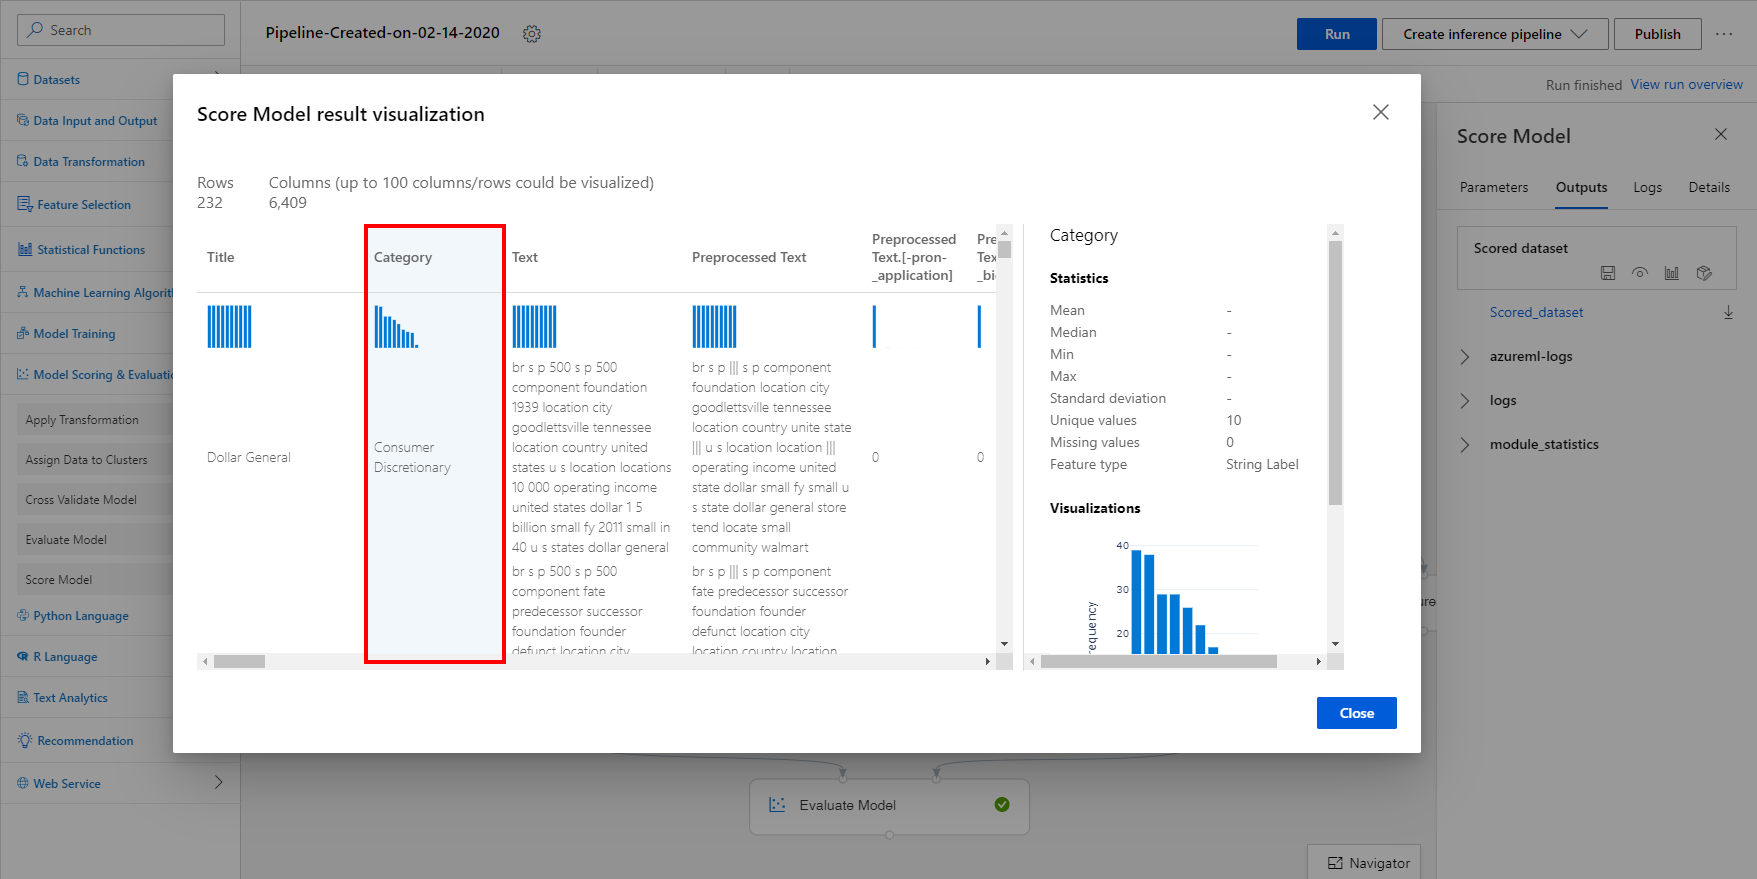 Search
Pipeline-Created-on-02-14-2020
Run
Create inference pipeline
Publish
Run finished
View run overview
Datasets
Data Input and Output
Data Transformation
Feature Selection
Statistical Functions
Machine Learning
Model Training
Model Scoring &
Apply Transformation
Assign Data to Clusters
Cross Validate Model
Evaluate Model
Score Model
Python Language
R Language
Text Analytics
Recommendation
Web Service
Score Model result visualization
Rows
Columns (up to 100 columns/rows could be visualized)
232
6,409
Title
Category
Text
Preprocessed Text
Preprocessed
Text.[-pron-
_application]
Dollar General
Consumer
Discretionary
br s p 500 s p 500
component foundation
1939 location city
goodlettsville tennessee
location country united
states u s location locations
10 000 operating income
united states dollar 1 5
billion small fy 2011 small in
40 u s states dollar general
br s p 500 s p 500
component fate
predecessor successor
foundation founder
defunct location city
br s p ||| s p component
foundation location city
goodlettsville tennessee
location country unite state
||| u s location location |||
operating income united
state dollar small fy small u
s state dollar general store
tend locate small
community walmart
br s p ||| s p component
fate predecessor successor
foundation founder
defunct location city
location country location
0
0
Category
Statistics
Mean -
Median -
Min -
Max -
Standard deviation -
Unique values 10
Missing values 0
Feature type String Label
Visualizations
40
30
20
Close
Score Model
Parameters
Outputs
Logs
Details
Scored dataset
Scored_dataset
azureml-logs
logs
module_statistics
Evaluate Model
Navigator